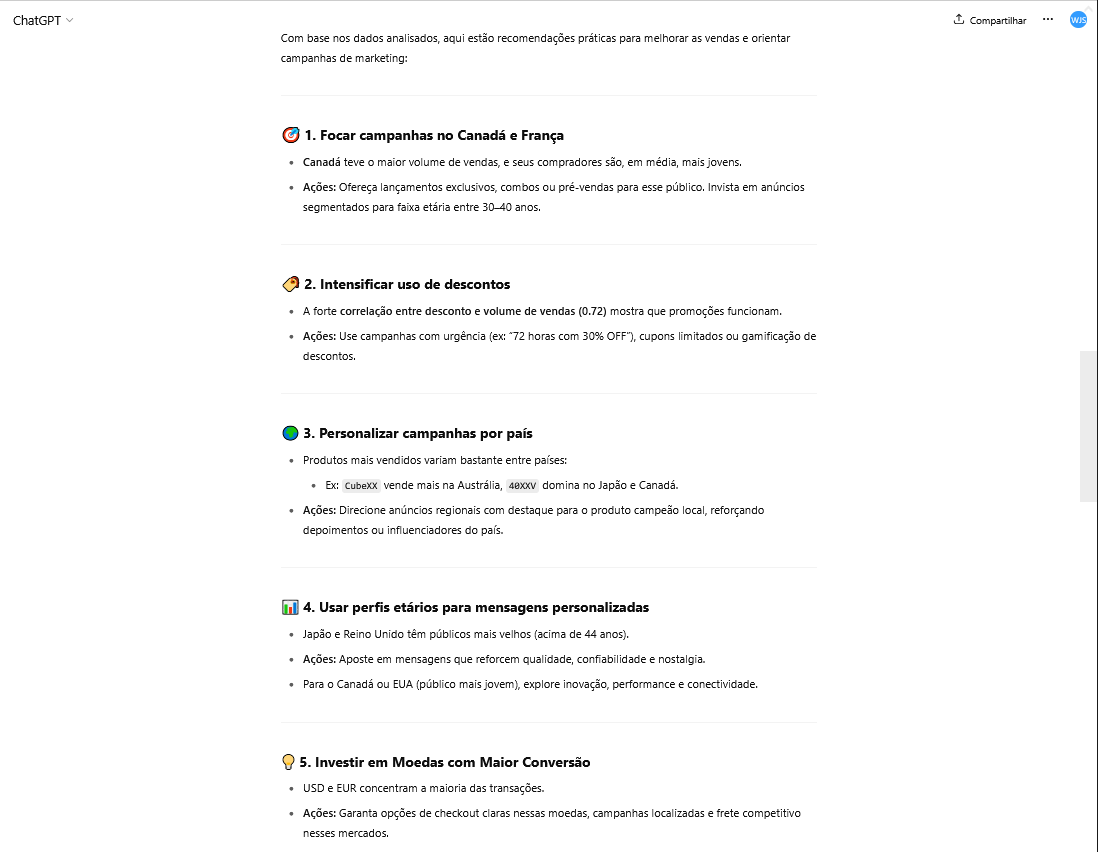 ChatGPT
Compartilhar
WJS
Com base nos dados analisados, aqui estão recomendações práticas para melhorar as vendas e orientar
campanhas de marketing:
1. Focar campanhas no Canadá e França
Canadá teve o maior volume de vendas, e seus compradores são, em média, mais jovens.
Ações: Ofereça lançamentos exclusivos, combos ou pré-vendas para esse público. Invista em anúncios
segmentados para faixa etária entre 30–40 anos.
2. Intensificar uso de descontos
A forte correlação entre desconto e volume de vendas (0.72) mostra que promoções funcionam.
Ações: Use campanhas com urgência (ex: “72 horas com 30% OFF”), cupons limitados ou gamificação de
descontos.
3. Personalizar campanhas por país
Produtos mais vendidos variam bastante entre países:
Ex: CubeXX vende mais na Austrália, 40XXV domina no Japão e Canadá.
Ações: Direcione anúncios regionais com destaque para o produto campeão local, reforçando
depoimentos ou influenciadores do país.
4. Usar perfis etários para mensagens personalizadas
Japão e Reino Unido têm públicos mais velhos (acima de 44 anos).
Ações: Aposte em mensagens que reforcem qualidade, confiabilidade e nostalgia.
Para o Canadá ou EUA (público mais jovem), explore inovação, performance e conectividade.
5. Investir em Moedas com Maior Conversão
USD e EUR concentram a maioria das transações.
Ações: Garanta opções de checkout claras nessas moedas, campanhas localizadas e frete competitivo
nesses mercados.